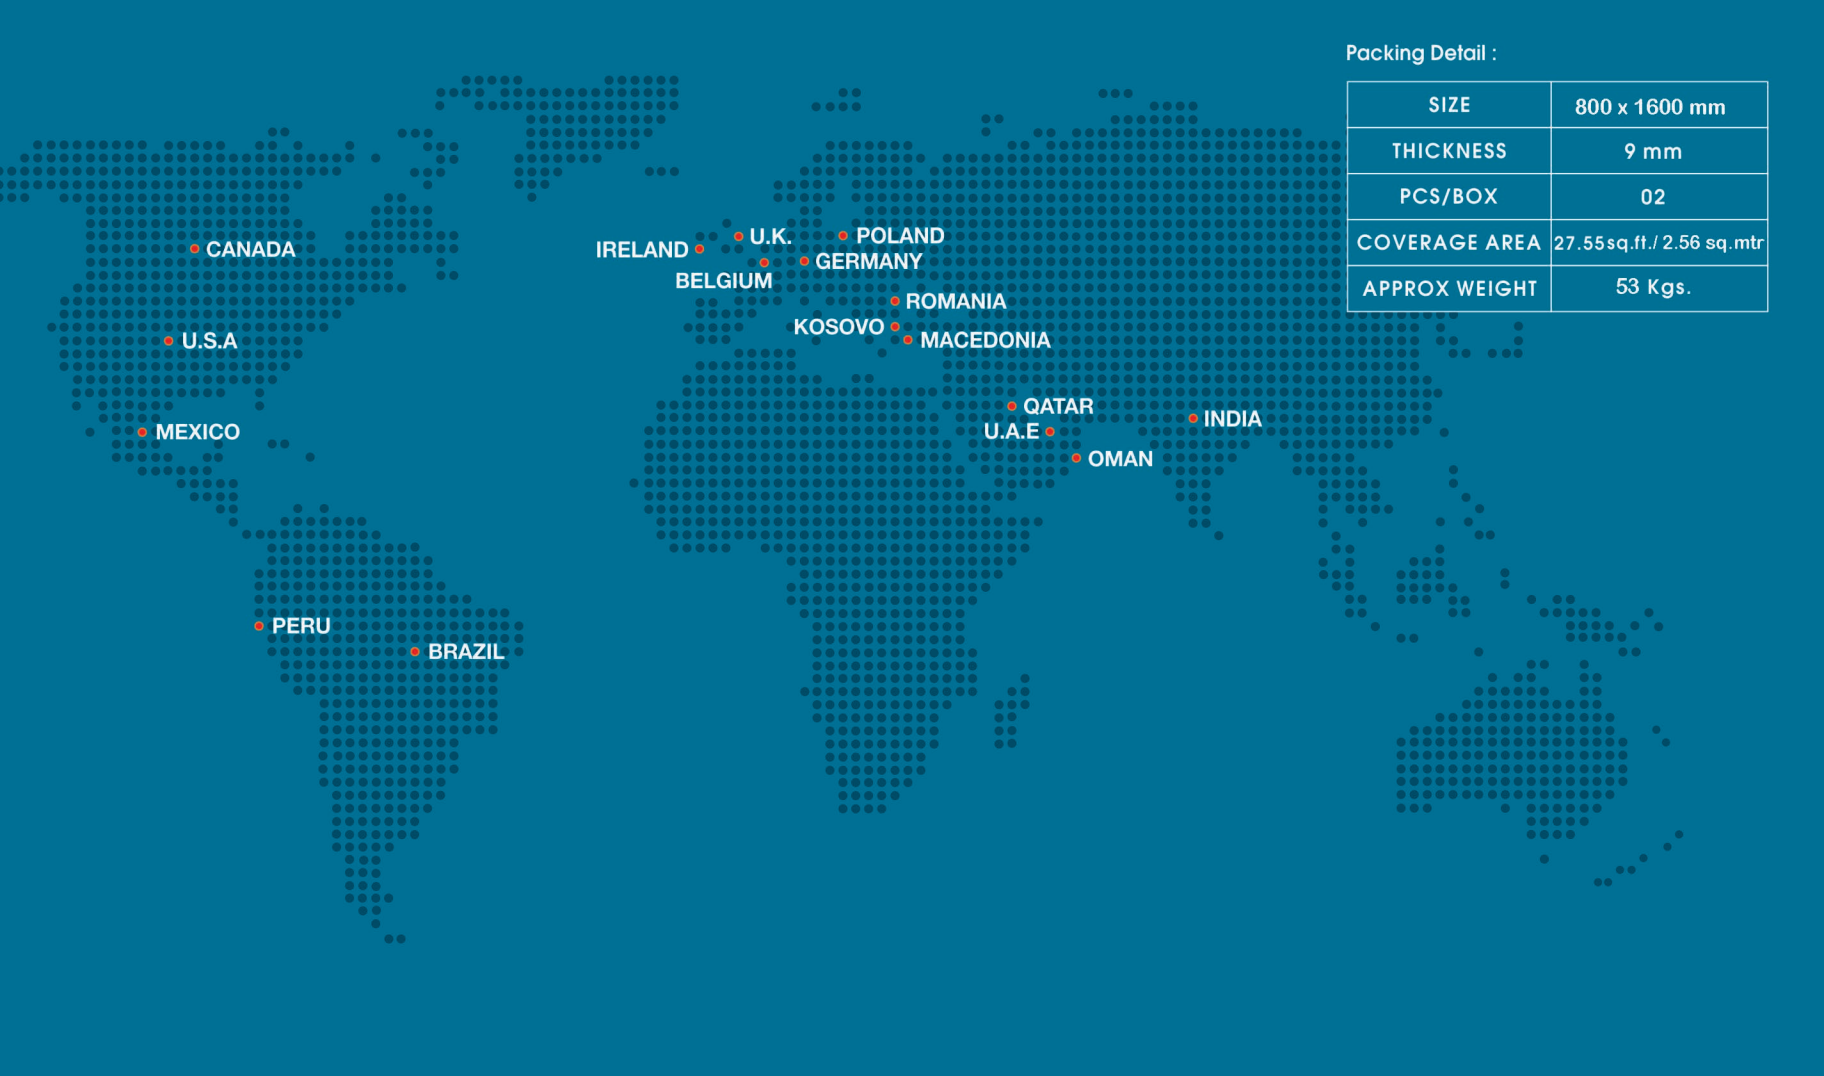 Packing Detail :
SIZE 800 x 1600 mm
THICKNESS 9 mm
PCS/BOX 02
COVERAGE AREA 27.55sq.ft./ 2.56 sq.mtr
APPROX WEIGHT 53 Kgs.
CANADA
U.S.A
MEXICO
PERU
BRAZIL
IRELAND
U.K.
POLAND
BELGIUM
GERMANY
ROMANIA
KOSOVO
MACEDONIA
QATAR
U.A.E
OMAN
INDIA